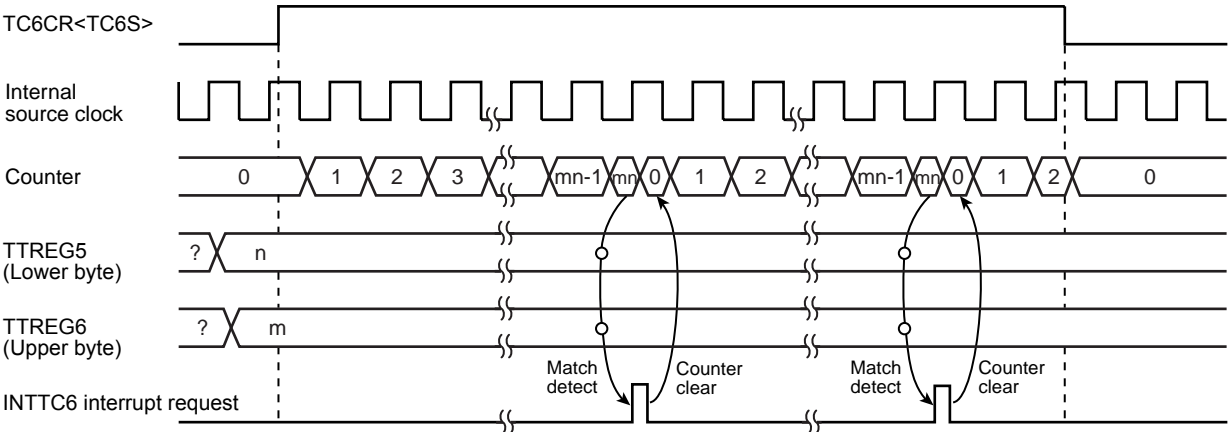 TC6CR<TC6S>
Internal
source clock
Counter
0 1 2 3 mn-1 mn 0 1 2 mn-1 mn 0 1 2 0
TTREG5
(Lower byte)
? n
TTREG6
(Upper byte)
? m
Match
detect
Counter
clear
Match
detect
Counter
clear
INTTC6 interrupt request